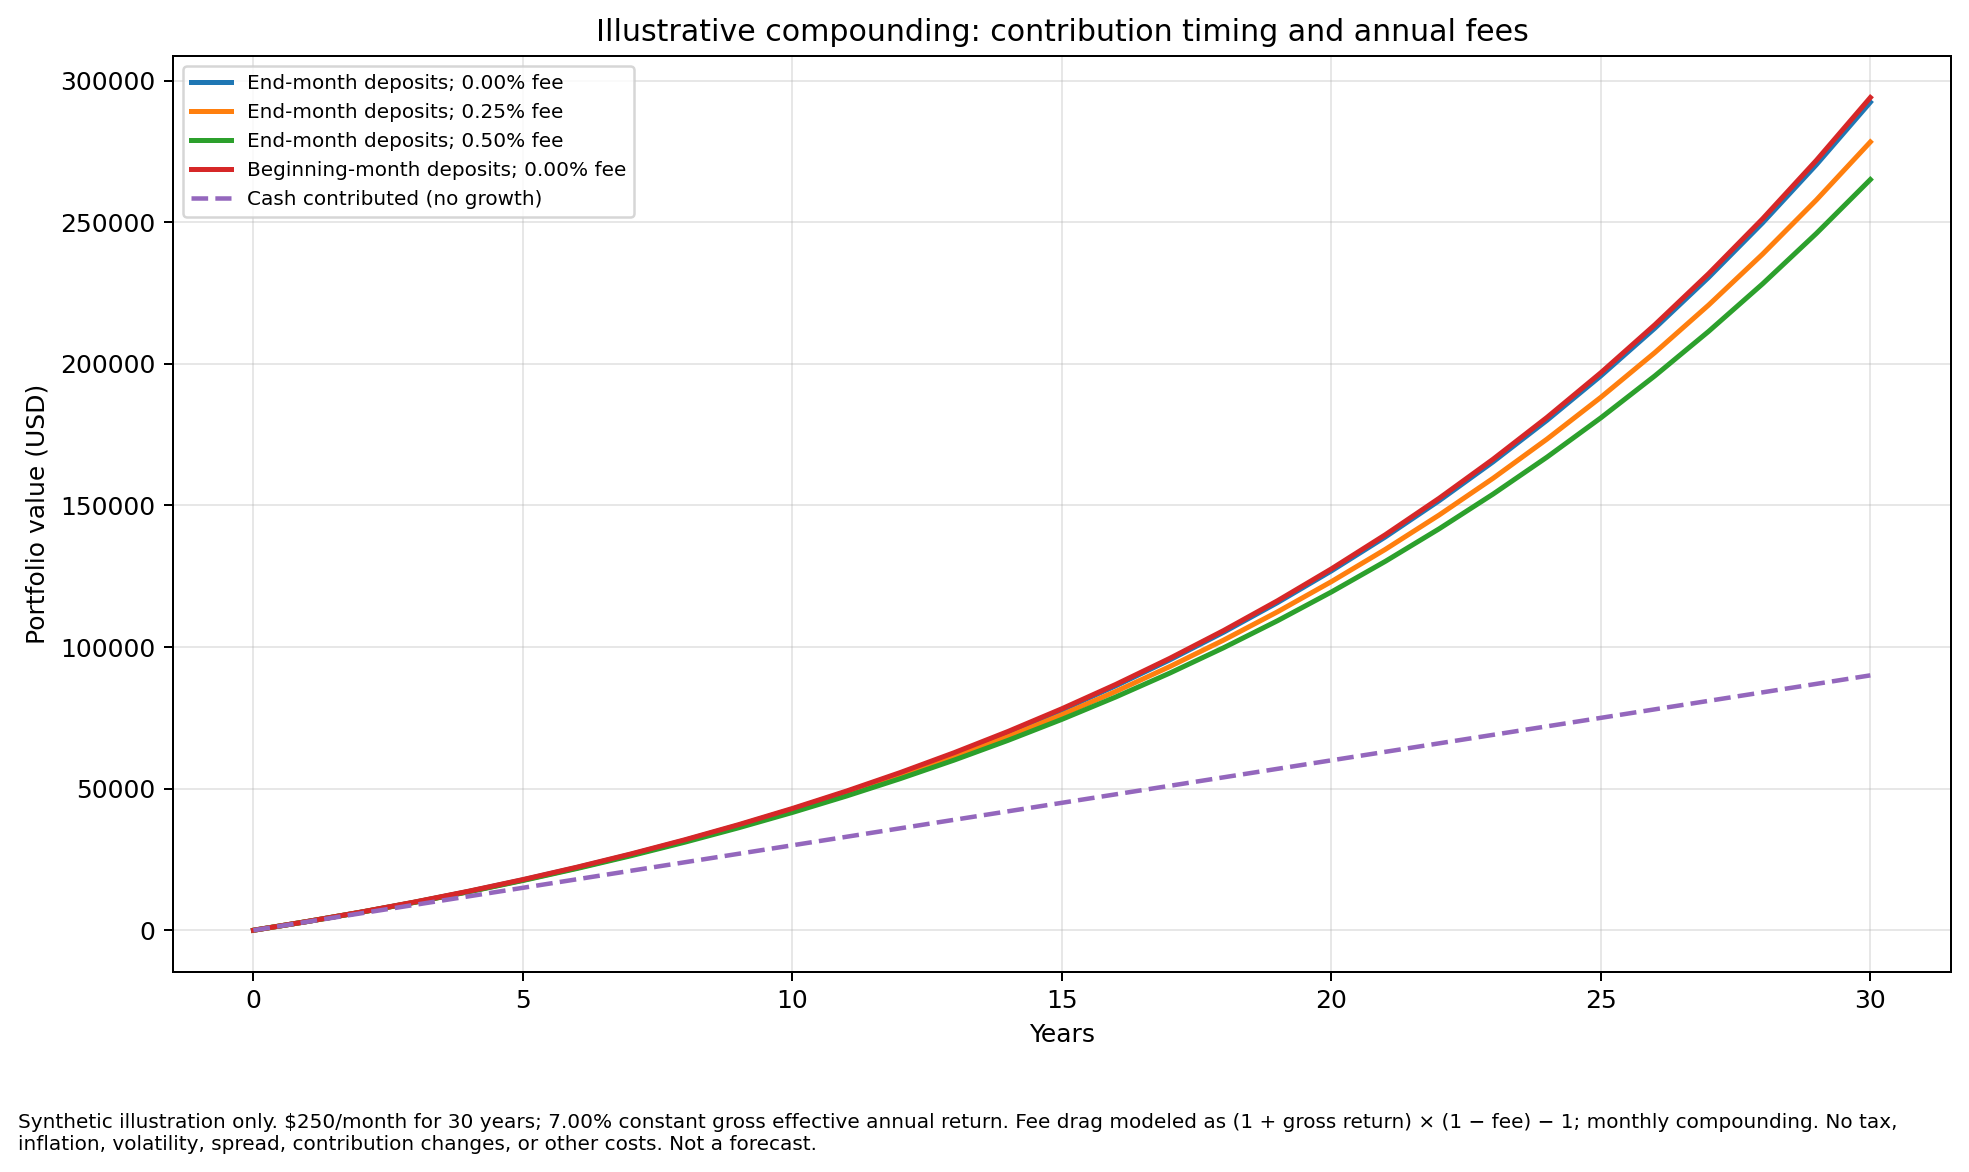 Illustrative compounding: contribution timing and annual fees
End-month deposits; 0.00% fee
End-month deposits; 0.25% fee
End-month deposits; 0.50% fee
Beginning-month deposits; 0.00% fee
Cash contributed (no growth)
Portfolio value (USD)
300000
250000
200000
150000
100000
50000
0
0 5 10 15 20 25 30
Years
Synthetic illustration only. $250/month for 30 years; 7.00% constant gross effective annual return. Fee drag modeled as (1 + gross return) × (1 − fee) − 1; monthly compounding. No tax,
inflation, volatility, spread, contribution changes, or other costs. Not a forecast.